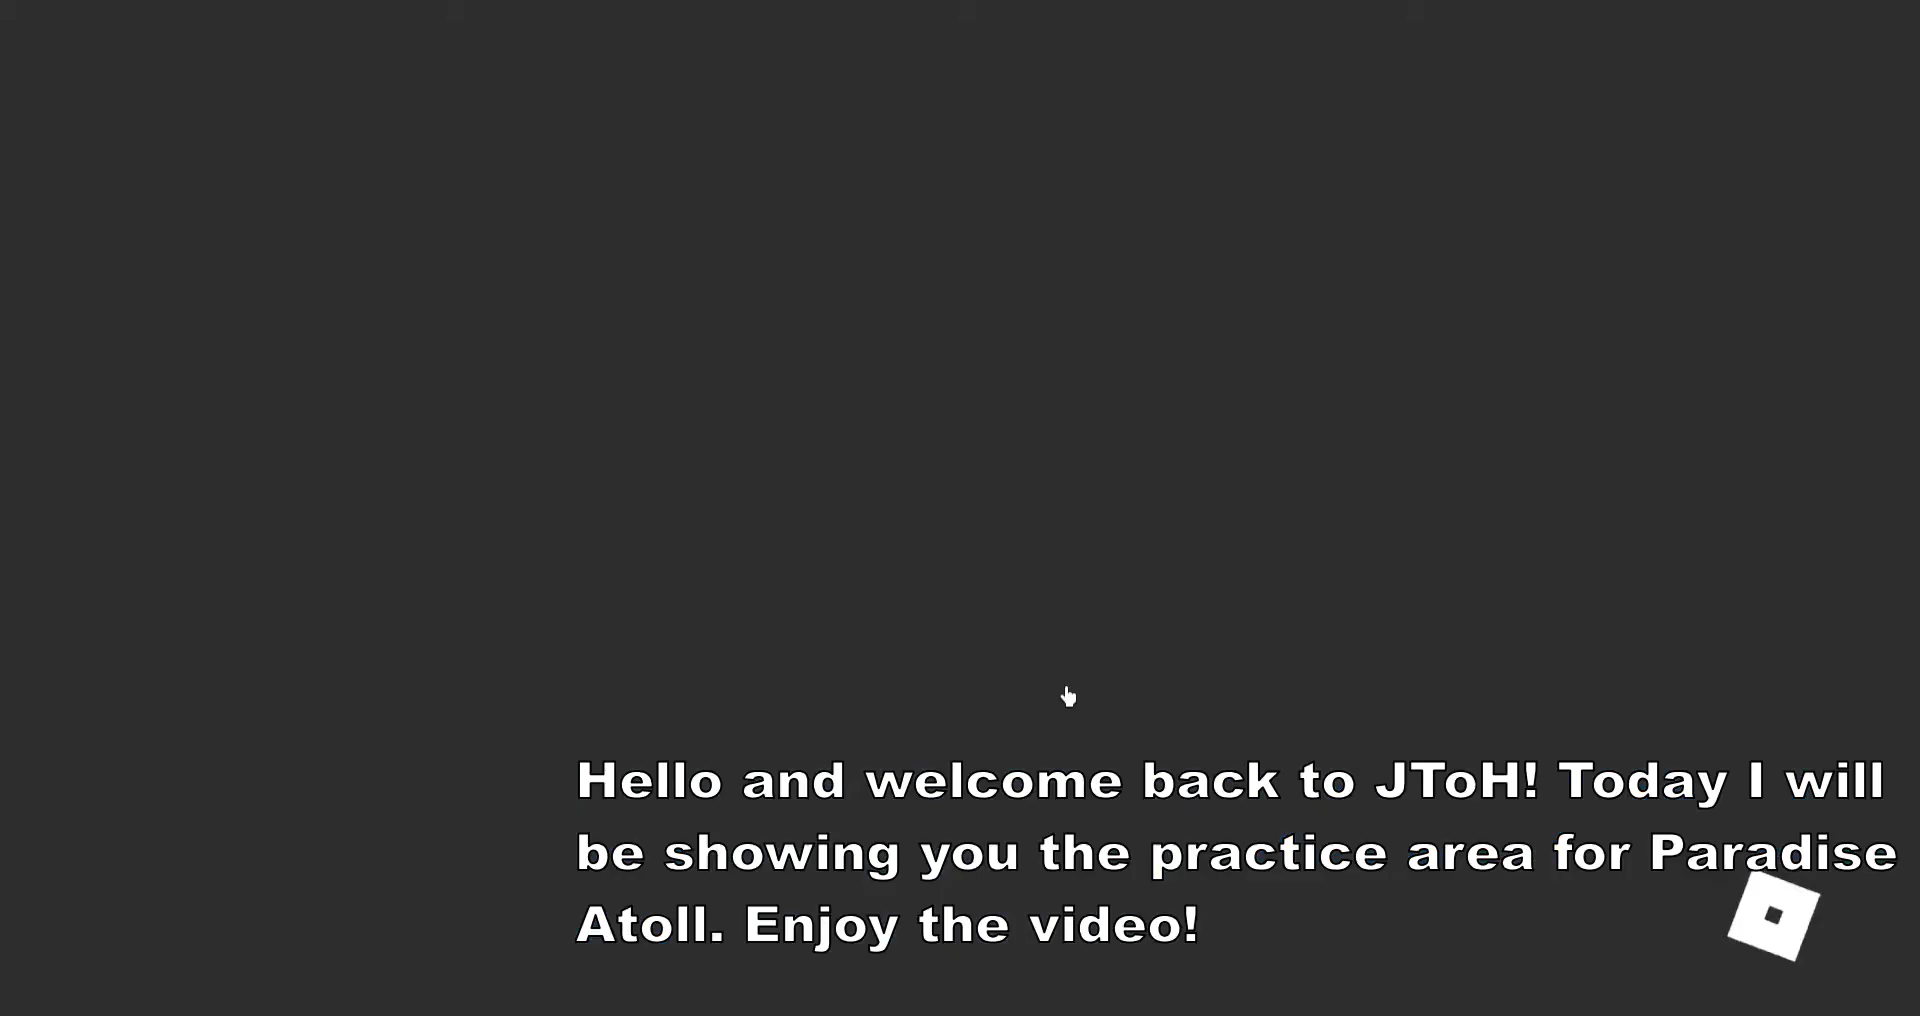 Hello and welcome back to JToH! Today I will
be showing you the practice area for Paradise
Atoll. Enjoy the video!